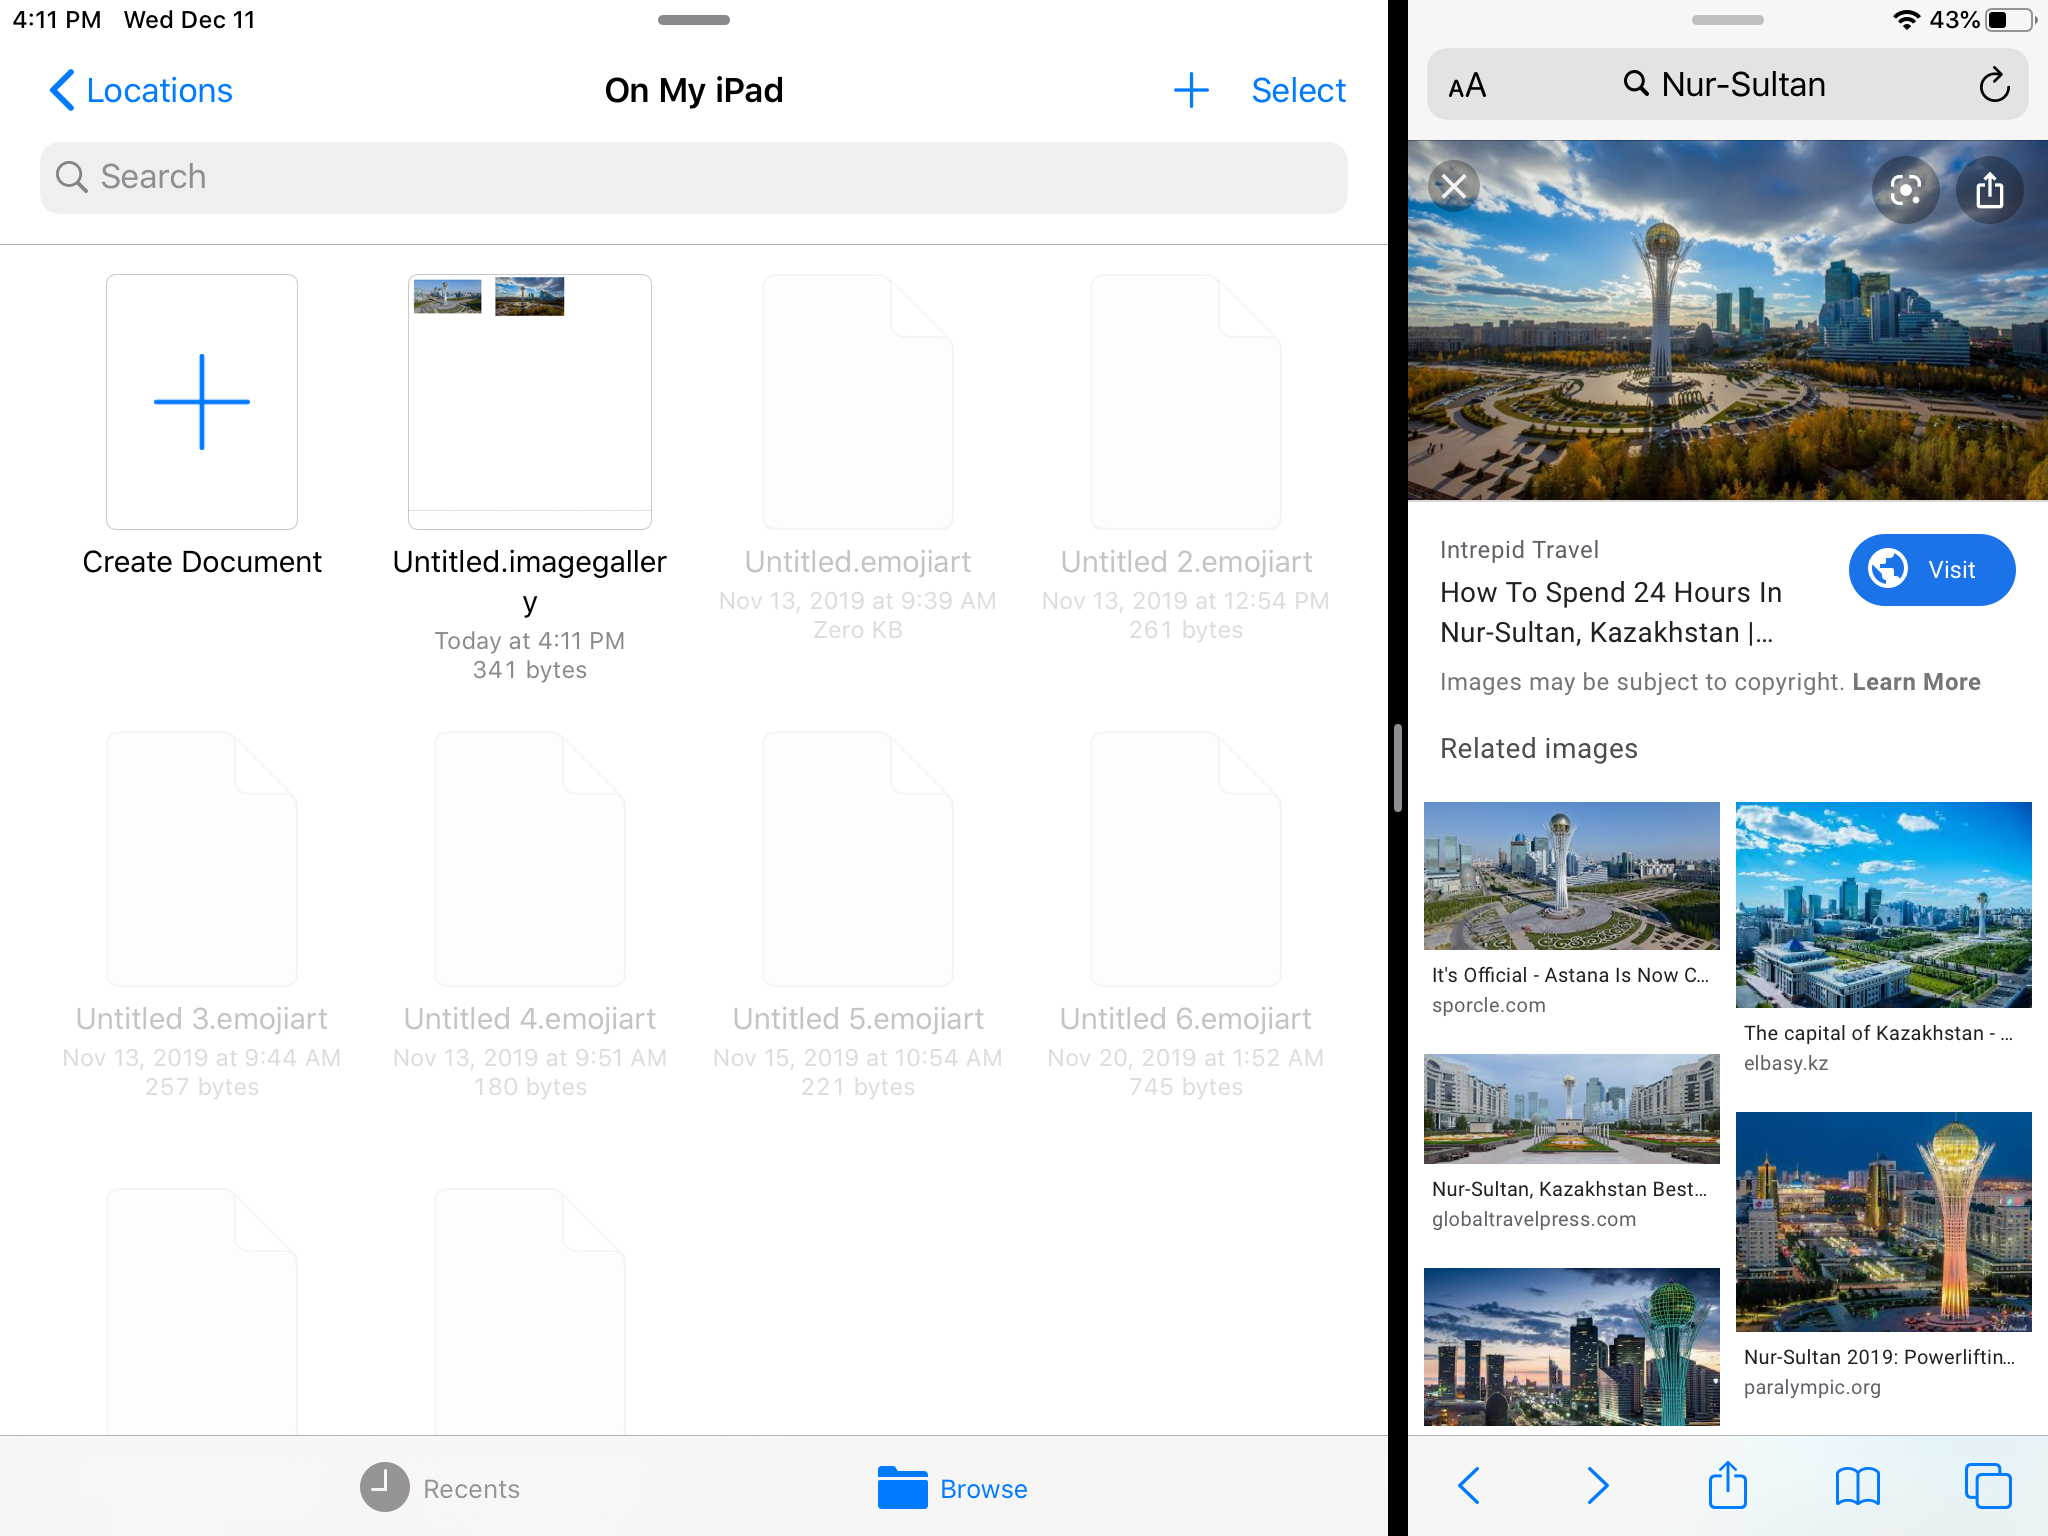 4:11 PM Wed Dec 11
Locations
On My iPad
Select
Search
Create Document
Untitled.imagegaller
y
Today at 4:11 PM
341 bytes
Untitled.emojiart
Nov 13, 2019 at 9:39 AM
Zero KB
Untitled 2.emojiart
Nov 13, 2019 at 12:54 PM
261 bytes
Untitled 3.emojiart
Nov 13, 2019 at 9:44 AM
257 bytes
Untitled 4.emojiart
Nov 13, 2019 at 9:51 AM
180 bytes
Untitled 5.emojiart
Nov 15, 2019 at 10:54 AM
221 bytes
Untitled 6.emojiart
Nov 20, 2019 at 1:52 AM
745 bytes
Recents
Browse
43%
AA
Nur-Sultan
Intrepid Travel
How To Spend 24 Hours In
Nur-Sultan, Kazakhstan |...
Visit
Images may be subject to copyright. Learn More
Related images
It's Official - Astana Is Now C...
sporcle.com
The capital of Kazakhstan - ...
elbasy.kz
Nur-Sultan, Kazakhstan Best...
globaltravelpress.com
Nur-Sultan 2019: Powerliftin...
paralympic.org